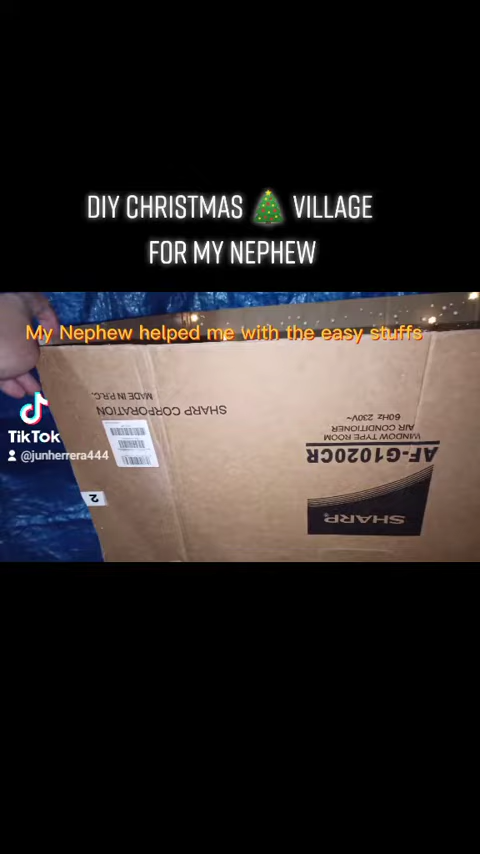 DIY CHRISTMAS 🎄 VILLAGE
FOR MY NEPHEW
My Nephew helped me with the easy stuffs
MADE IN P.R.C.
SHARP CORPORATION
60Hz 230V~
WINDOW TYPE ROOM
AIR CONDITIONER
AF-G1020CR
SHARP
2
TikTok
@junherrera444